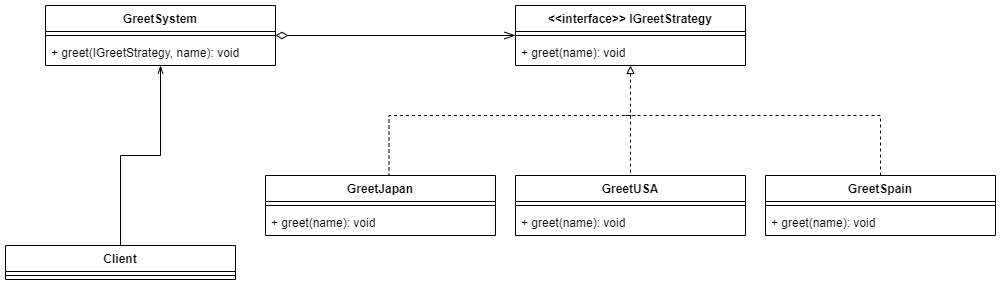 GreetSystem
+ greet(IGreetStrategy, name): void
<<interface>> IGreetStrategy
+ greet(name): void
GreetJapan
+ greet(name): void
GreetUSA
+ greet(name): void
GreetSpain
+ greet(name): void
Client